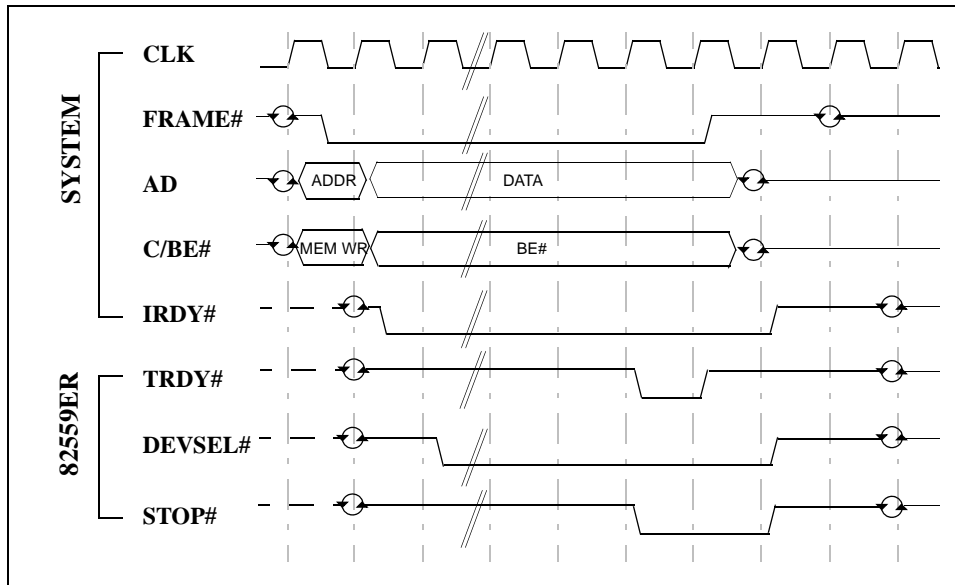 SYSTEM
CLK
FRAME#
AD
ADDR
DATA
C/BE#
MEM WR
BE#
IRDY#
82559ER
TRDY#
DEVSEL#
STOP#